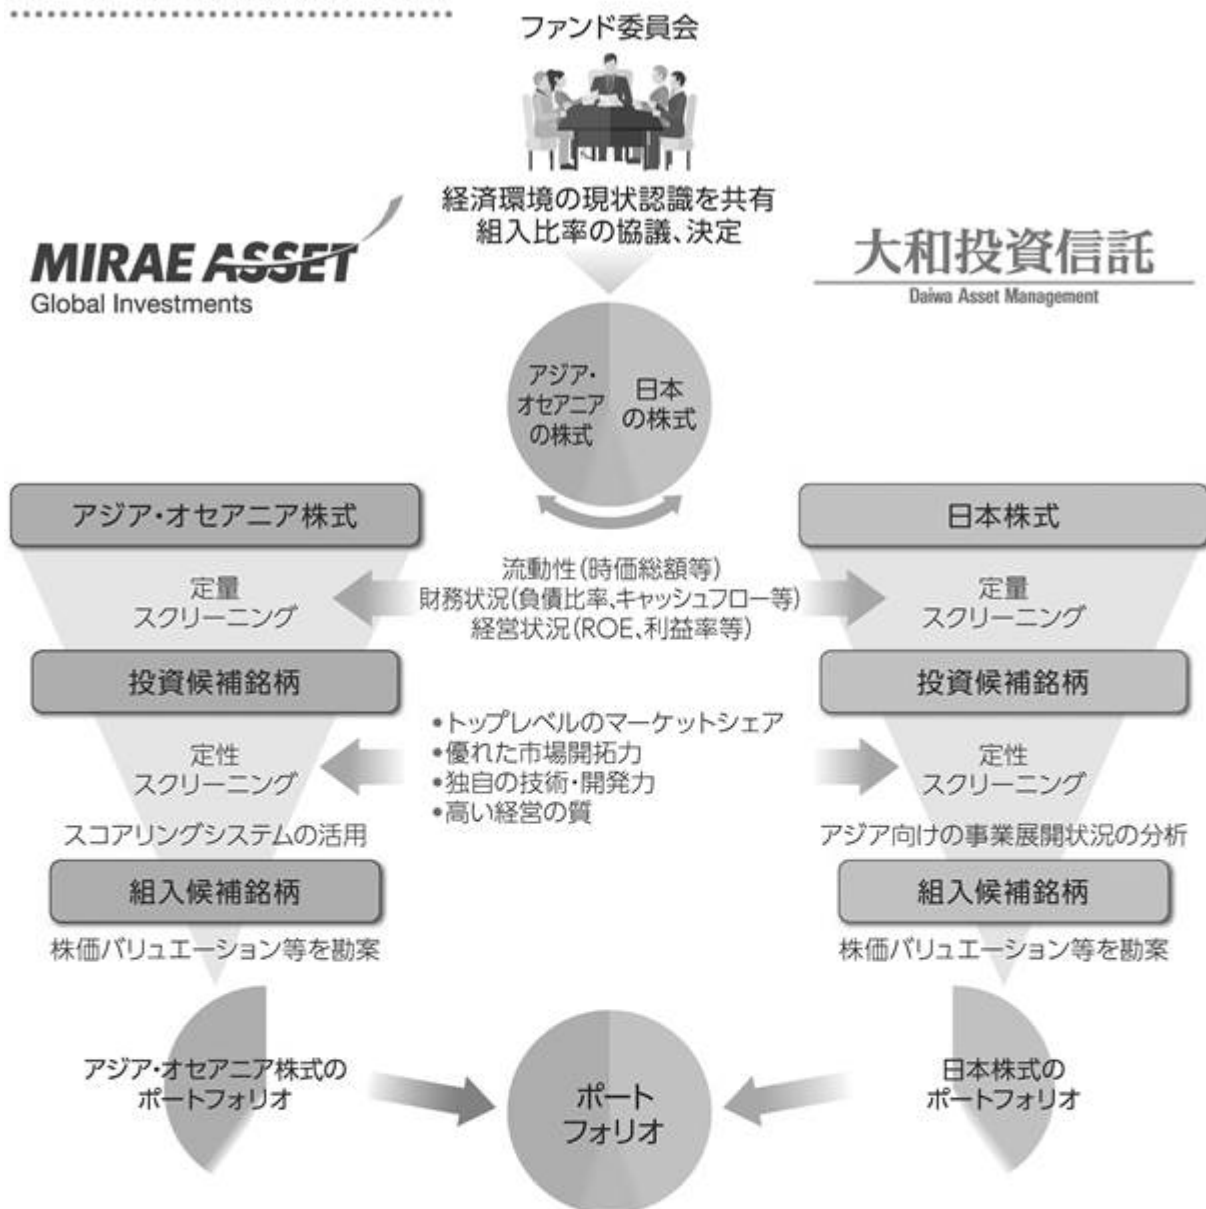 ファンド委員会
経済環境の現状認識を共有
組入比率の協議、決定
MIRAE ASSET
Global Investments
大和投資信託
Daiwa Asset Management
アジア・
オセアニア
の株式
日本
の株式
アジア・オセアニア株式
日本株式
定量
スクリーニング
流動性(時価総額等)
財務状況(負債比率、キャッシュフロー等)
経営状況(ROE、利益率等)
定量
スクリーニング
投資候補銘柄
投資候補銘柄
定性
スクリーニング
•トップレベルのマーケットシェア
•優れた市場開拓力
•独自の技術・開発力
•高い経営の質
定性
スクリーニング
スコアリングシステムの活用
アジア向けの事業展開状況の分析
組入候補銘柄
組入候補銘柄
株価バリュエーション等を勘案
株価バリュエーション等を勘案
アジア・オセアニア株式の
ポートフォリオ
ポート
フォリオ
日本株式の
ポートフォリオ